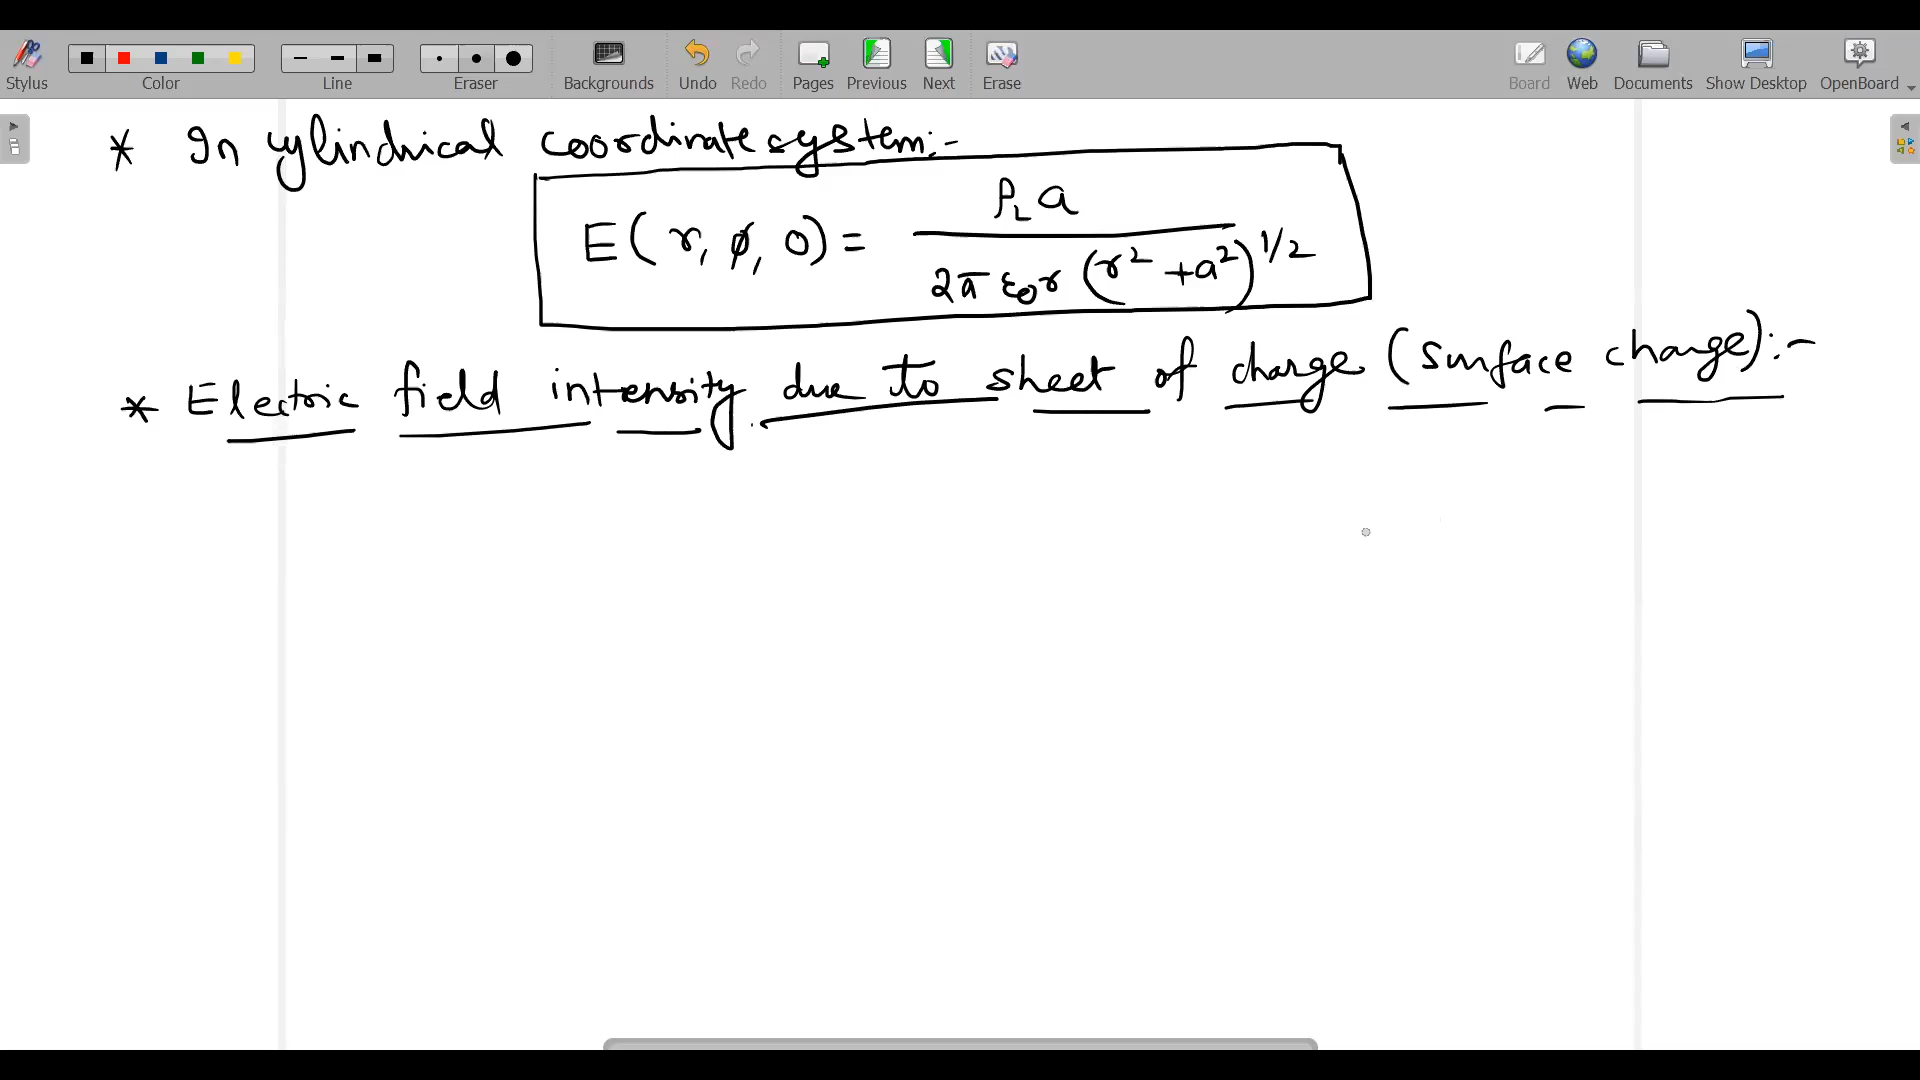 Stylus Color Line Eraser Backgrounds Undo Redo Pages Previous Next Erase Board Web Documents Show Desktop OpenBoard
* In cylindrical coordinate system:-
E(r, φ, 0) = ρ_L a / 2π ε₀ r (r² + a²)^1/2
* Electric field intensity due to sheet of charge (surface charge):-